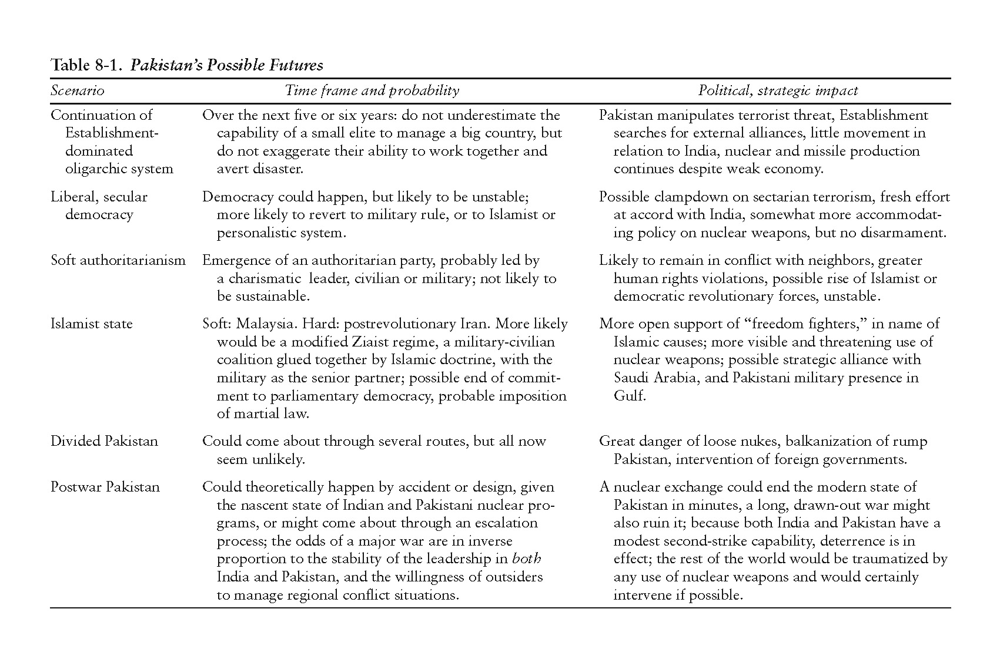 Table 8-1. Pakistan's Possible Futures
Scenario Time frame and probability Political, strategic impact
Continuation of
Establishment-
dominated
oligarchic system
Over the next five or six years: do not underestimate the
capability of a small elite to manage a big country, but
do not exaggerate their ability to work together and
avert disaster.
Pakistan manipulates terrorist threat, Establishment
searches for external alliances, little movement in
relation to India, nuclear and missile production
continues despite weak economy.
Liberal, secular
democracy
Democracy could happen, but likely to be unstable;
more likely to revert to military rule, or to Islamist or
personalistic system.
Possible clampdown on sectarian terrorism, fresh effort
at accord with India, somewhat more accommodat-
ing policy on nuclear weapons, but no disarmament.
Soft authoritarianism
Emergence of an authoritarian party, probably led by
a charismatic leader, civilian or military; not likely to
be sustainable.
Likely to remain in conflict with neighbors, greater
human rights violations, possible rise of Islamist or
democratic revolutionary forces, unstable.
Islamist state
Soft: Malaysia. Hard: postrevolutionary Iran. More likely
would be a modified Ziaist regime, a military-civilian
coalition glued together by Islamic doctrine, with the
military as the senior partner; possible end of commit-
ment to parliamentary democracy, probable imposition
of martial law.
More open support of “freedom fighters,” in name of
Islamic causes; more visible and threatening use of
nuclear weapons; possible strategic alliance with
Saudi Arabia, and Pakistani military presence in
Gulf.
Divided Pakistan
Could come about through several routes, but all now
seem unlikely.
Great danger of loose nukes, balkanization of rump
Pakistan, intervention of foreign governments.
Postwar Pakistan
Could theoretically happen by accident or design, given
the nascent state of Indian and Pakistani nuclear pro-
grams, or might come about through an escalation
process; the odds of a major war are in inverse
proportion to the stability of the leadership in both
India and Pakistan, and the willingness of outsiders
to manage regional conflict situations.
A nuclear exchange could end the modern state of
Pakistan in minutes, a long, drawn-out war might
also ruin it; because both India and Pakistan have a
modest second-strike capability, deterrence is in
effect; the rest of the world would be traumatized by
any use of nuclear weapons and would certainly
intervene if possible.